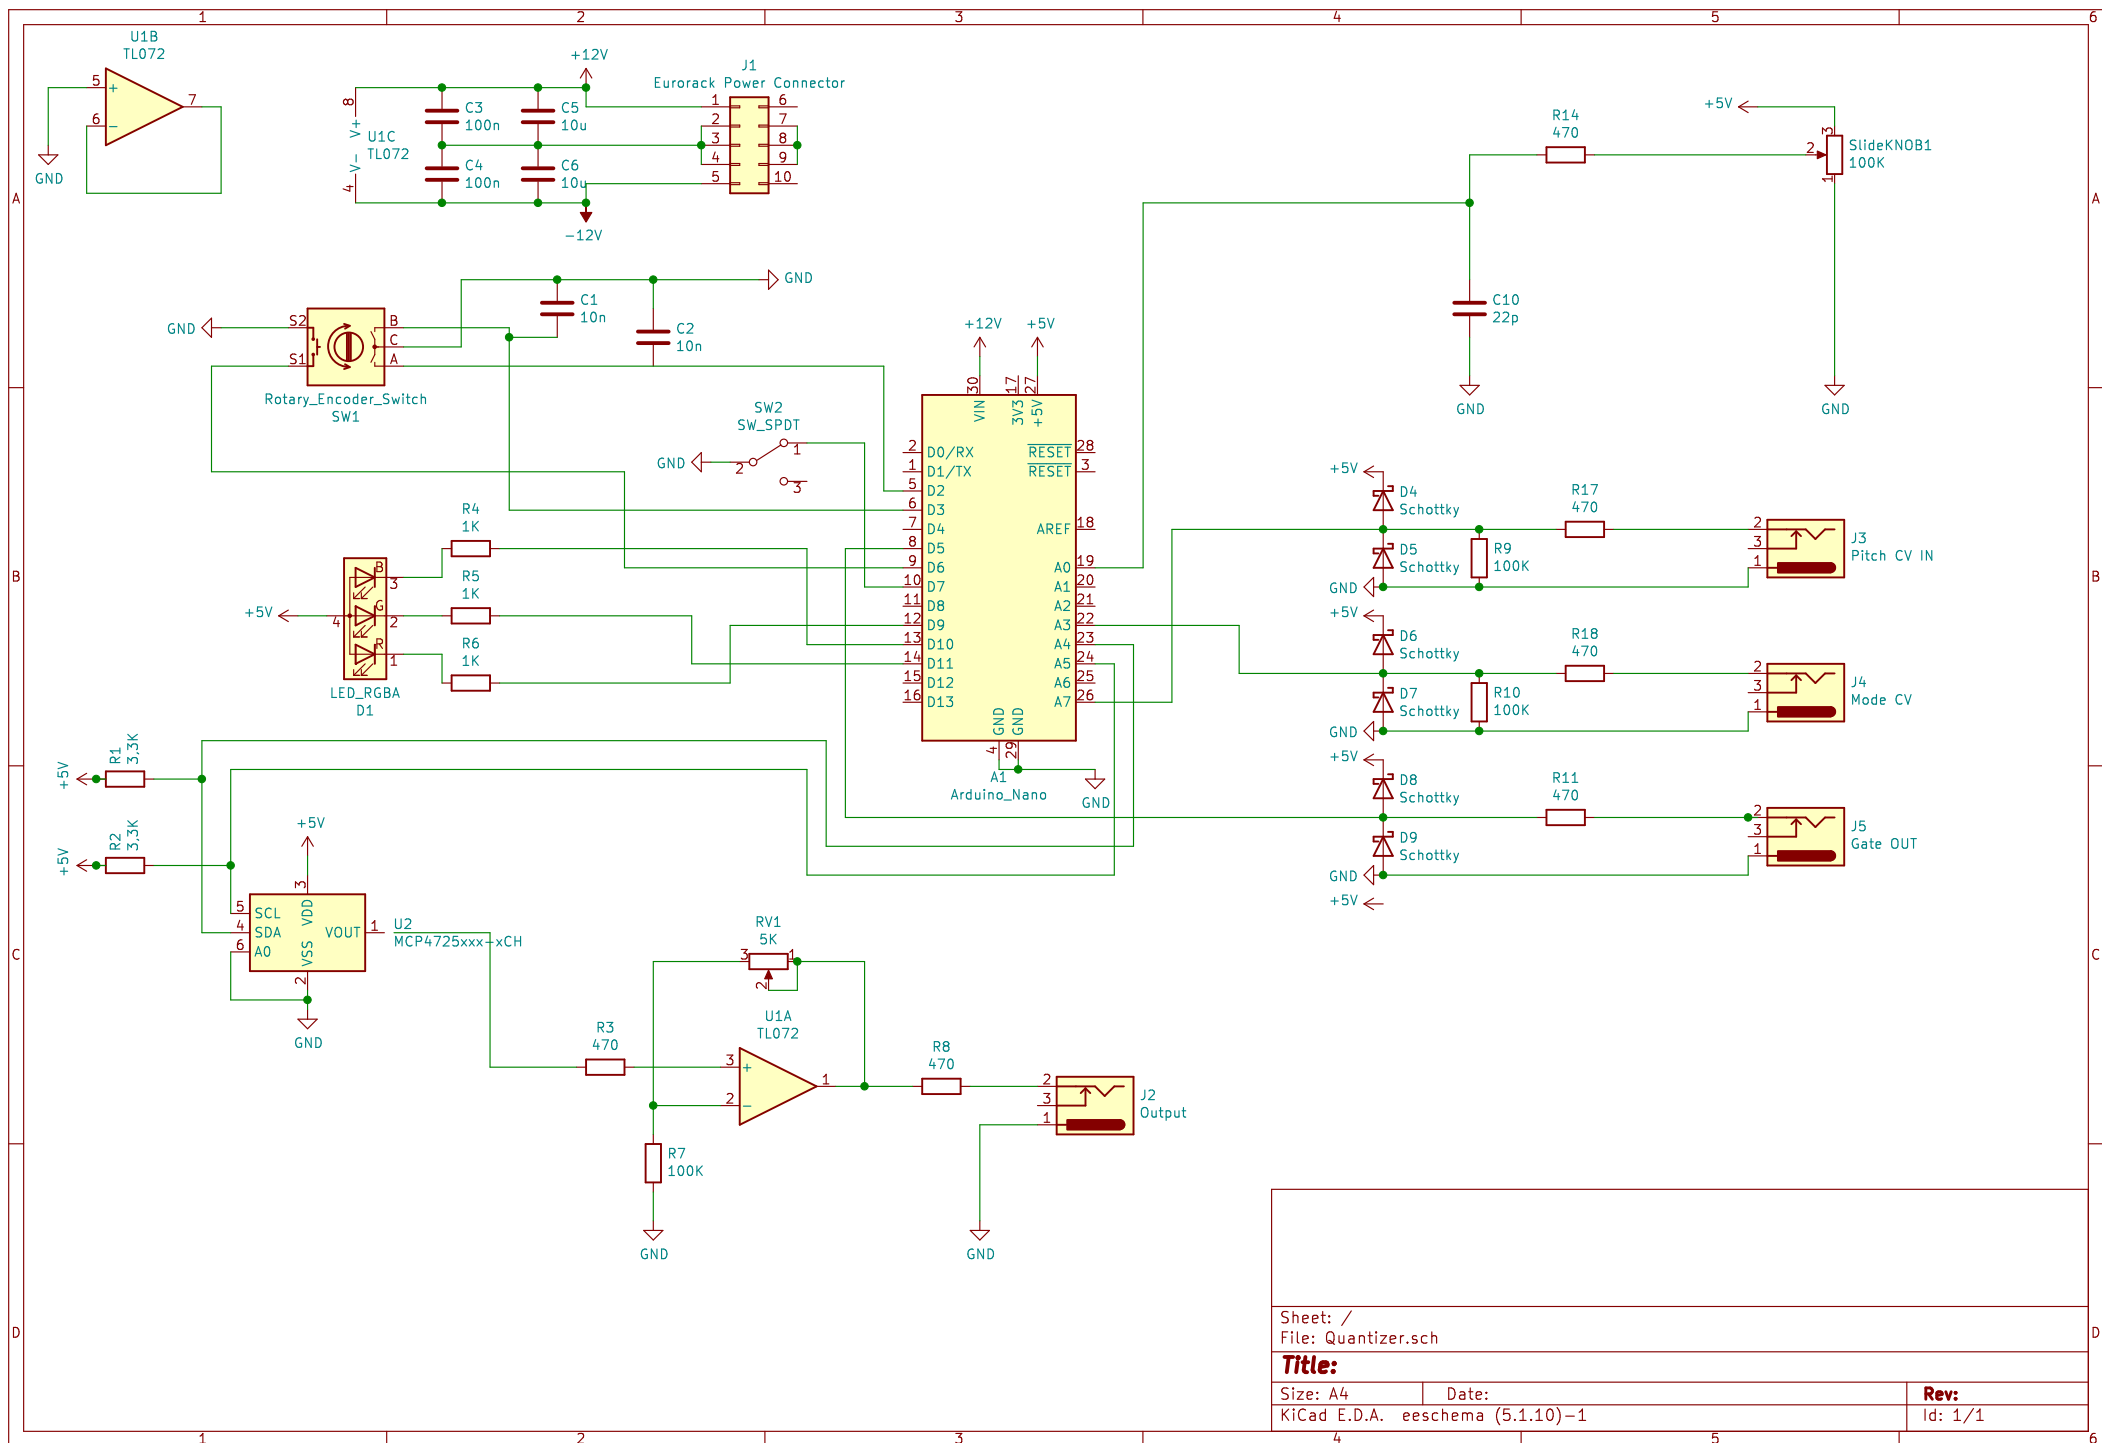 1 2 3 4 5 6
U1B
TL072
5
+
6
−
7
GND
+12V
8
V+
U1C
TL072
V-
4
C3
100n
C5
10u
C4
100n
C6
10u
-12V
J1
Eurorack Power Connector
1 6
2 7
3 8
4 9
5 10
+5V
R14
470
3
2
1
SlideKNOB1
100K
A
A
GND
C1
10n
C2
10n
GND
S2
S1
B
C
A
Rotary_Encoder_Switch
SW1
C10
22p
GND
GND
+12V
+5V
30
17
27
VIN
3V3
+5V
SW2
SW_SPDT
GND
2
1
3
2 D0/RX
1 D1/TX
5 D2
6 D3
7 D4
8 D5
9 D6
10 D7
11 D8
12 D9
13 D10
14 D11
15 D12
16 D13
RESET 28
RESET 3
AREF 18
A0 19
A1 20
A2 21
A3 22
A4 23
A5 24
A6 25
A7 26
GND
GND
4
29
A1
Arduino_Nano
GND
R4
1K
R5
1K
R6
1K
+5V
4
B
3
G
2
R
1
LED_RGBA
D1
B
B
+5V
D4
Schottky
D5
Schottky
GND
R9
100K
R17
470
2
3
1
J3
Pitch CV IN
+5V
D6
Schottky
D7
Schottky
GND
R10
100K
R18
470
2
3
1
J4
Mode CV
+5V
D8
Schottky
D9
Schottky
GND
+5V
R11
470
2
3
1
J5
Gate OUT
+5V
R1
3.3K
+5V
R2
3.3K
+5V
3
VDD
5 SCL
4 SDA
6 A0
VSS
2
VOUT
1
U2
MCP4725xxx-xCH
GND
C
C
RV1
5K
3
1
2
U1A
TL072
R3
470
3
+
2
−
1
R8
470
2
3
1
J2
Output
R7
100K
GND
GND
D
D
Sheet: /
File: Quantizer.sch
Title:
Size: A4 Date: Rev:
KiCad E.D.A. eeschema (5.1.10)-1 Id: 1/1
1 2 3 4 5 6